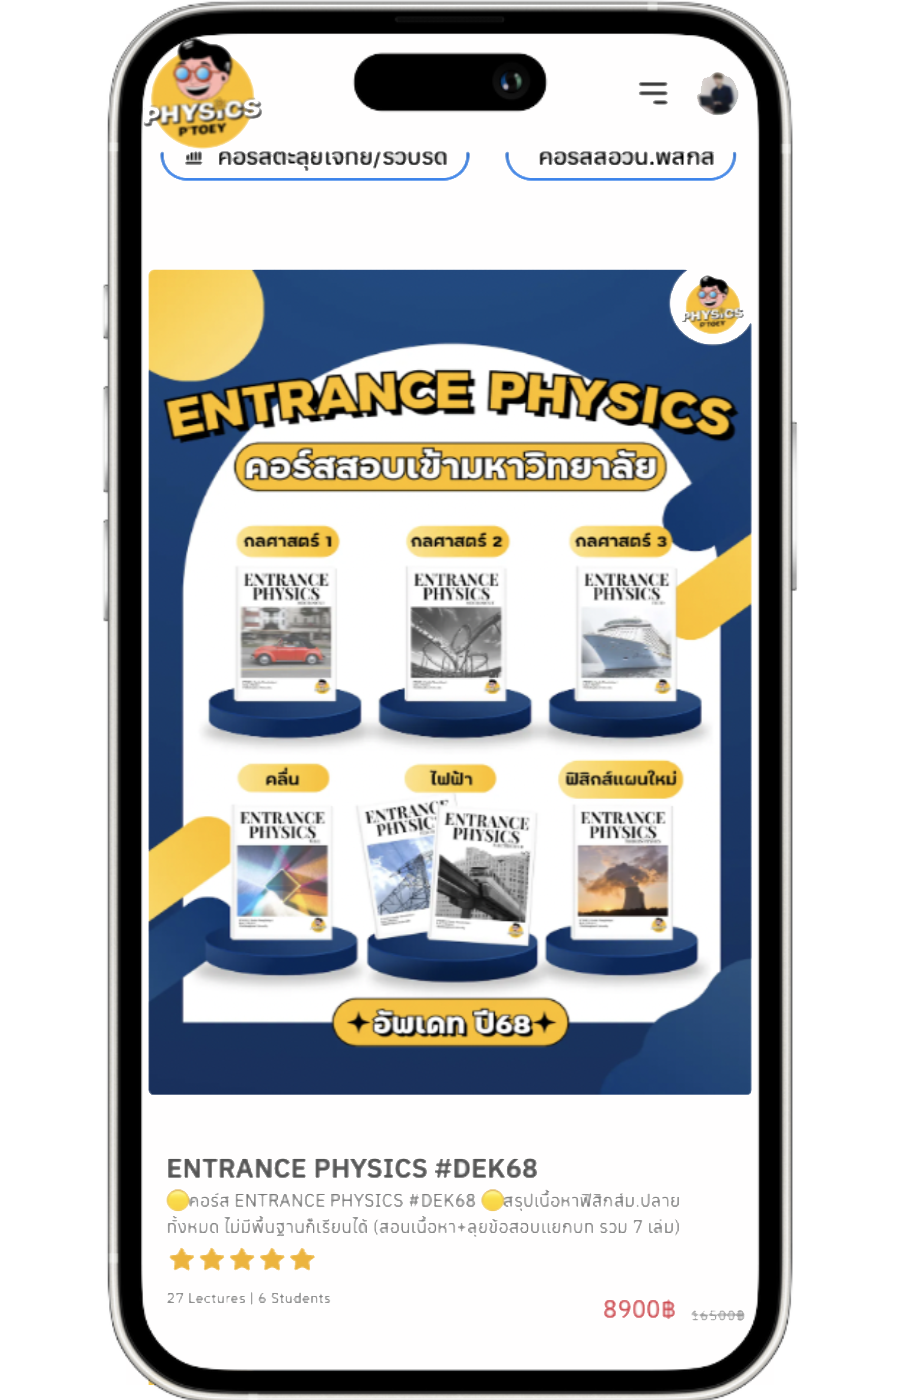 PHYSICS
P'TOEY
คอร์สตะลุยโจทย์/รวบรัด
คอร์สสอวน.ฟิสิกส์
PHYSICS
P'TOEY
ENTRANCE PHYSICS
คอร์สสอบเข้ามหาวิทยาลัย
กลศาสตร์ 1
กลศาสตร์ 2
กลศาสตร์ 3
ENTRANCE
PHYSICS
ENTRANCE
PHYSICS
ENTRANCE
PHYSICS
คลื่น
ไฟฟ้า
ฟิสิกส์แผนใหม่
ENTRANCE
PHYSICS
ENTRANCE
PHYSICS
ENTRANCE
PHYSICS
ENTRANCE
PHYSICS
อัพเดท ปี68
ENTRANCE PHYSICS #DEK68
คอร์ส ENTRANCE PHYSICS #DEK68 สรุปเนื้อหาฟิสิกส์ม.ปลาย
ทั้งหมด ไม่มีพื้นฐานก็เรียนได้ (สอนเนื้อหา+ลุยข้อสอบแยกบท รวม 7 เล่ม)
27 Lectures | 6 Students
8900฿ 16500฿